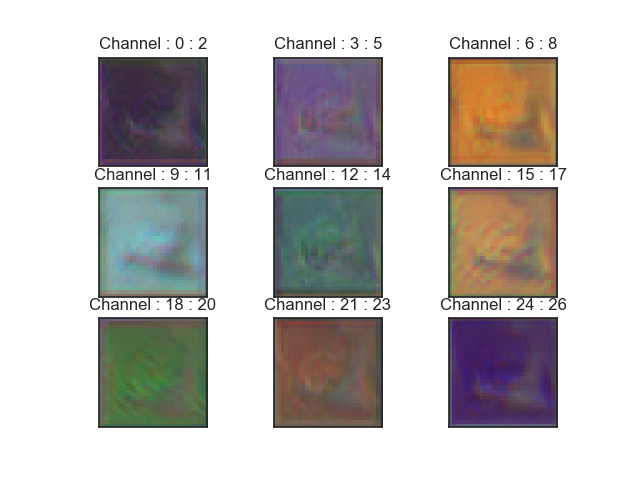 Channel : 0 : 2
Channel : 3 : 5
Channel : 6 : 8
Channel : 9 : 11
Channel : 12 : 14
Channel : 15 : 17
Channel : 18 : 20
Channel : 21 : 23
Channel : 24 : 26